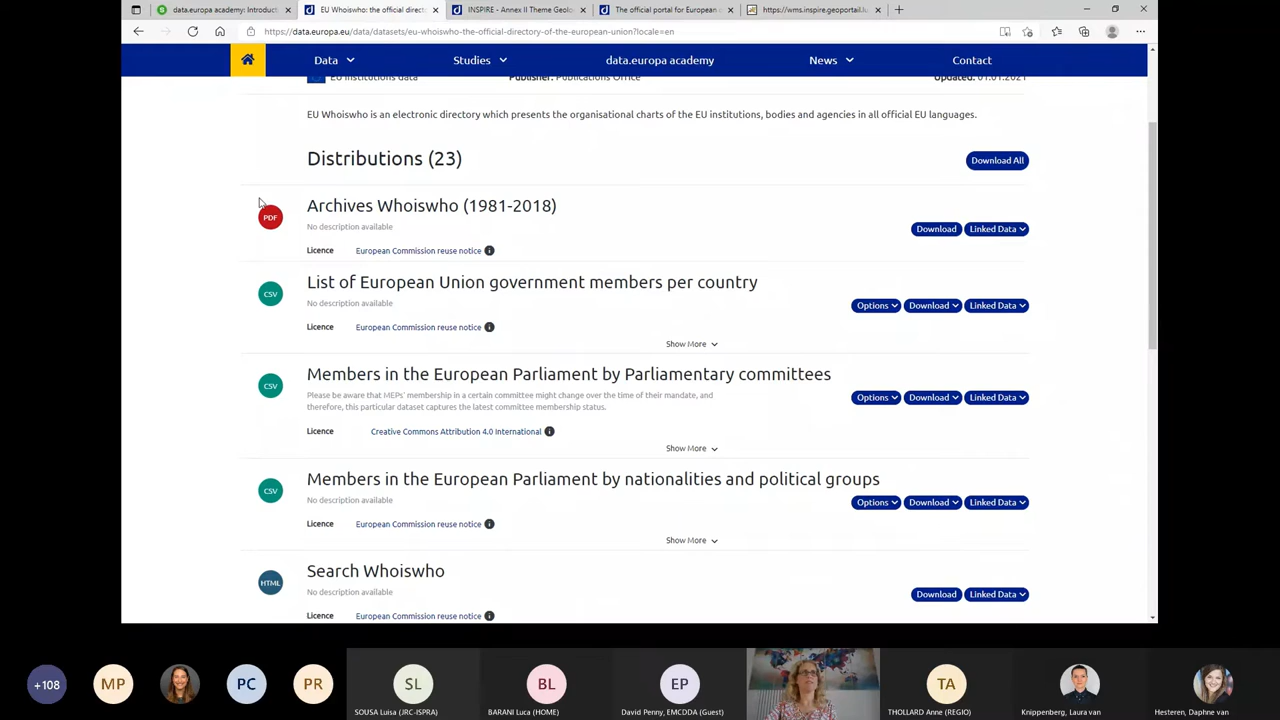 data.europa academy: Introducti
EU Whoiswho: the official directo
INSPIRE - Annex II Theme Geolo
The official portal for European d
https://wms.inspire.geoportail.lu
https://data.europa.eu/data/datasets/eu-whoiswho-the-official-directory-of-the-european-union?locale=en
Data Studies data.europa academy News Contact
EU institutions data Publisher: Publications Office Updated: 01.01.2021
EU Whoiswho is an electronic directory which presents the organisational charts of the EU institutions, bodies and agencies in all official EU languages.
Distributions (23) Download All
PDF Archives Whoiswho (1981-2018)
No description available
Download Linked Data
Licence European Commission reuse notice
CSV List of European Union government members per country
No description available
Options Download Linked Data
Licence European Commission reuse notice
Show More
CSV Members in the European Parliament by Parliamentary committees
Please be aware that MEPs' membership in a certain committee might change over the time of their mandate, and
therefore, this particular dataset captures the latest committee membership status.
Options Download Linked Data
Licence Creative Commons Attribution 4.0 International
Show More
CSV Members in the European Parliament by nationalities and political groups
No description available
Options Download Linked Data
Licence European Commission reuse notice
Show More
HTML Search Whoiswho
No description available
Download Linked Data
Licence European Commission reuse notice
+108 MP PC PR SL BL EP TA
SOUSA Luisa (JRC-ISPRA) BARANI Luca (HOME) David Penny, EMCDDA (Guest) THOLLARD Anne (REGIO) Knippenberg, Laura van Hesteren, Daphne van